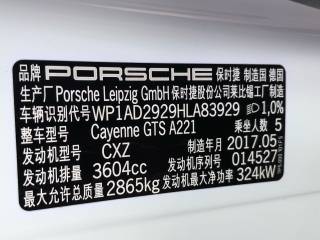 品牌 PORSCHE 保时捷 制造国 德国
生产厂 Porsche Leipzig GmbH 保时捷股份公司莱比锡工厂制造
车辆识别代号 WP1AD2929HLA83929 1,0%
整车型号 Cayenne GTS A221 乘坐人数 5
发动机型号 CXZ 制造年月 2017.05
发动机排量 3604cc 发动机号 014527
最大允许总质量 2865kg 发动机最大净功率 324kW